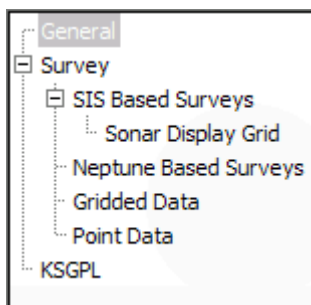 General
Survey
SIS Based Surveys
Sonar Display Grid
Neptune Based Surveys
Gridded Data
Point Data
KSGPL